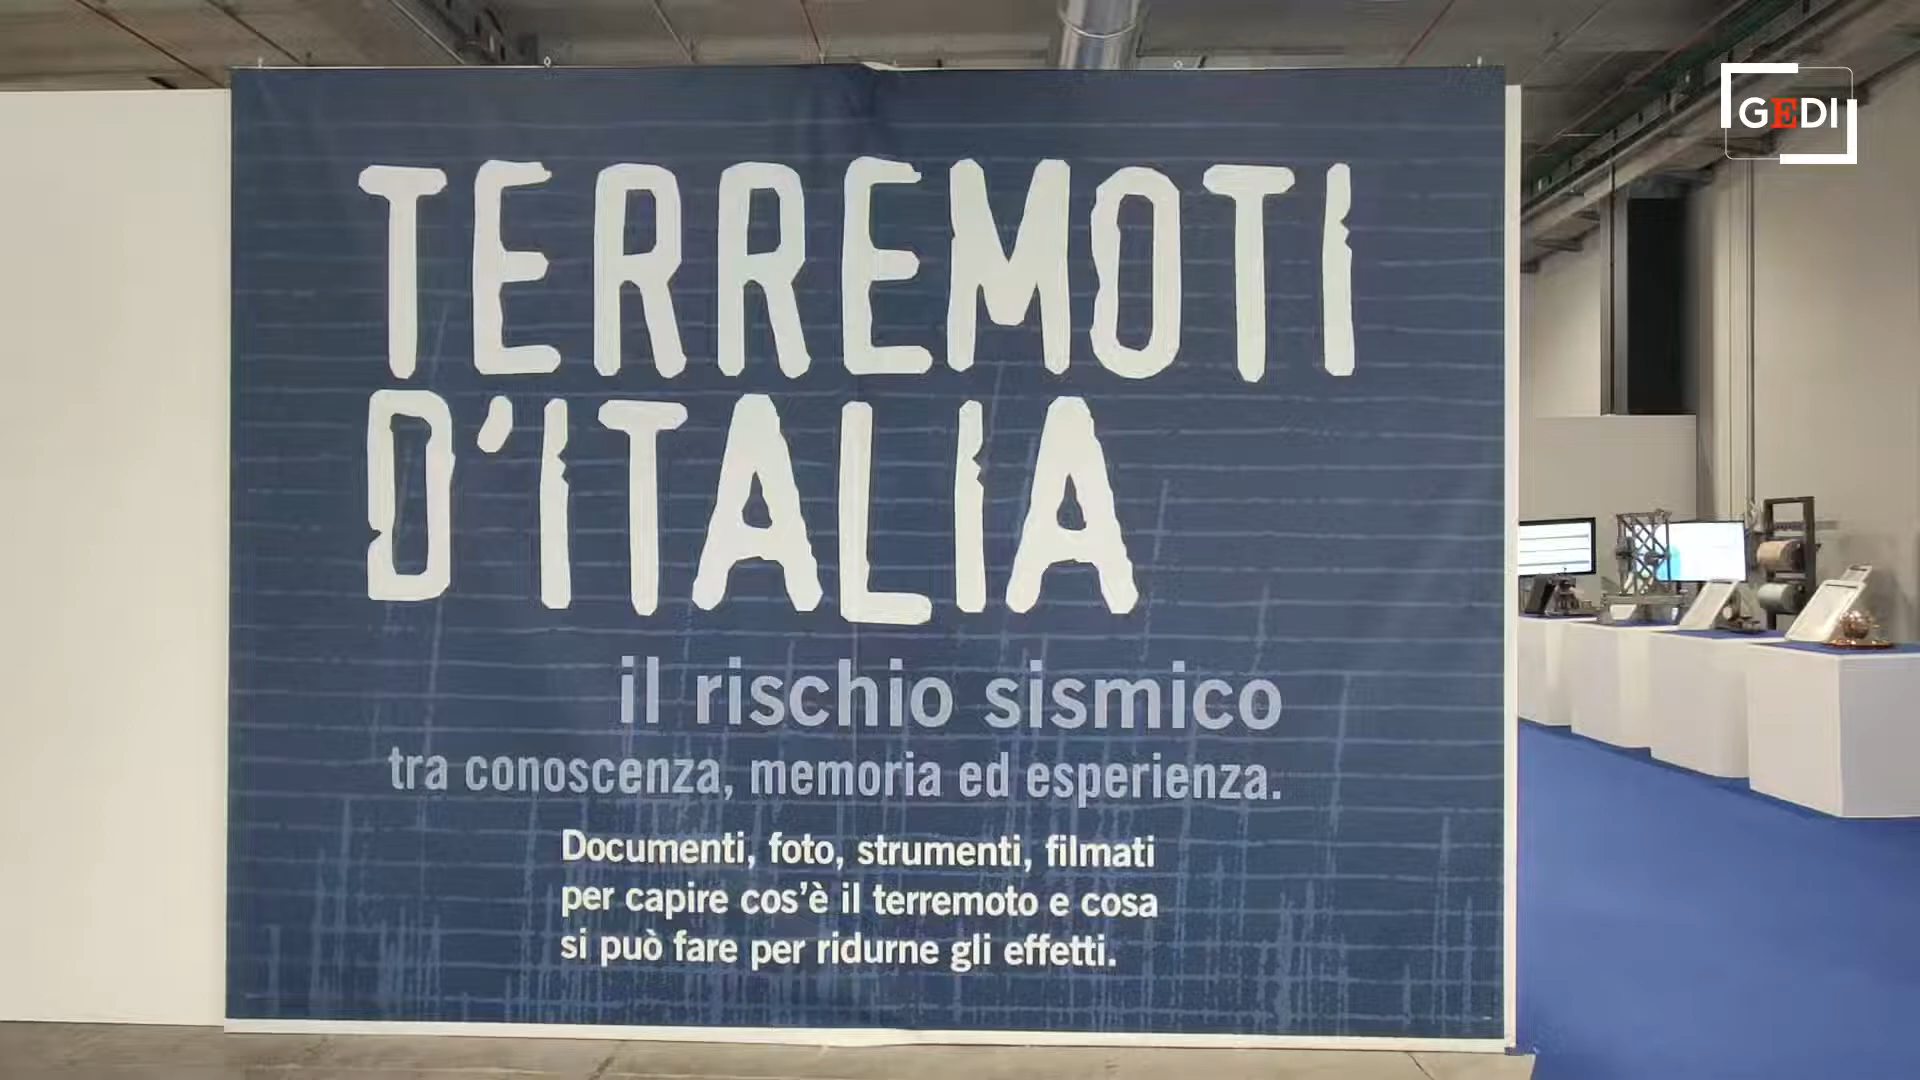 GEDI
TERREMOTI
D'ITALIA
il rischio sismico
tra conoscenza, memoria ed esperienza.
Documenti, foto, strumenti, filmati
per capire cos'è il terremoto e cosa
si può fare per ridurne gli effetti.